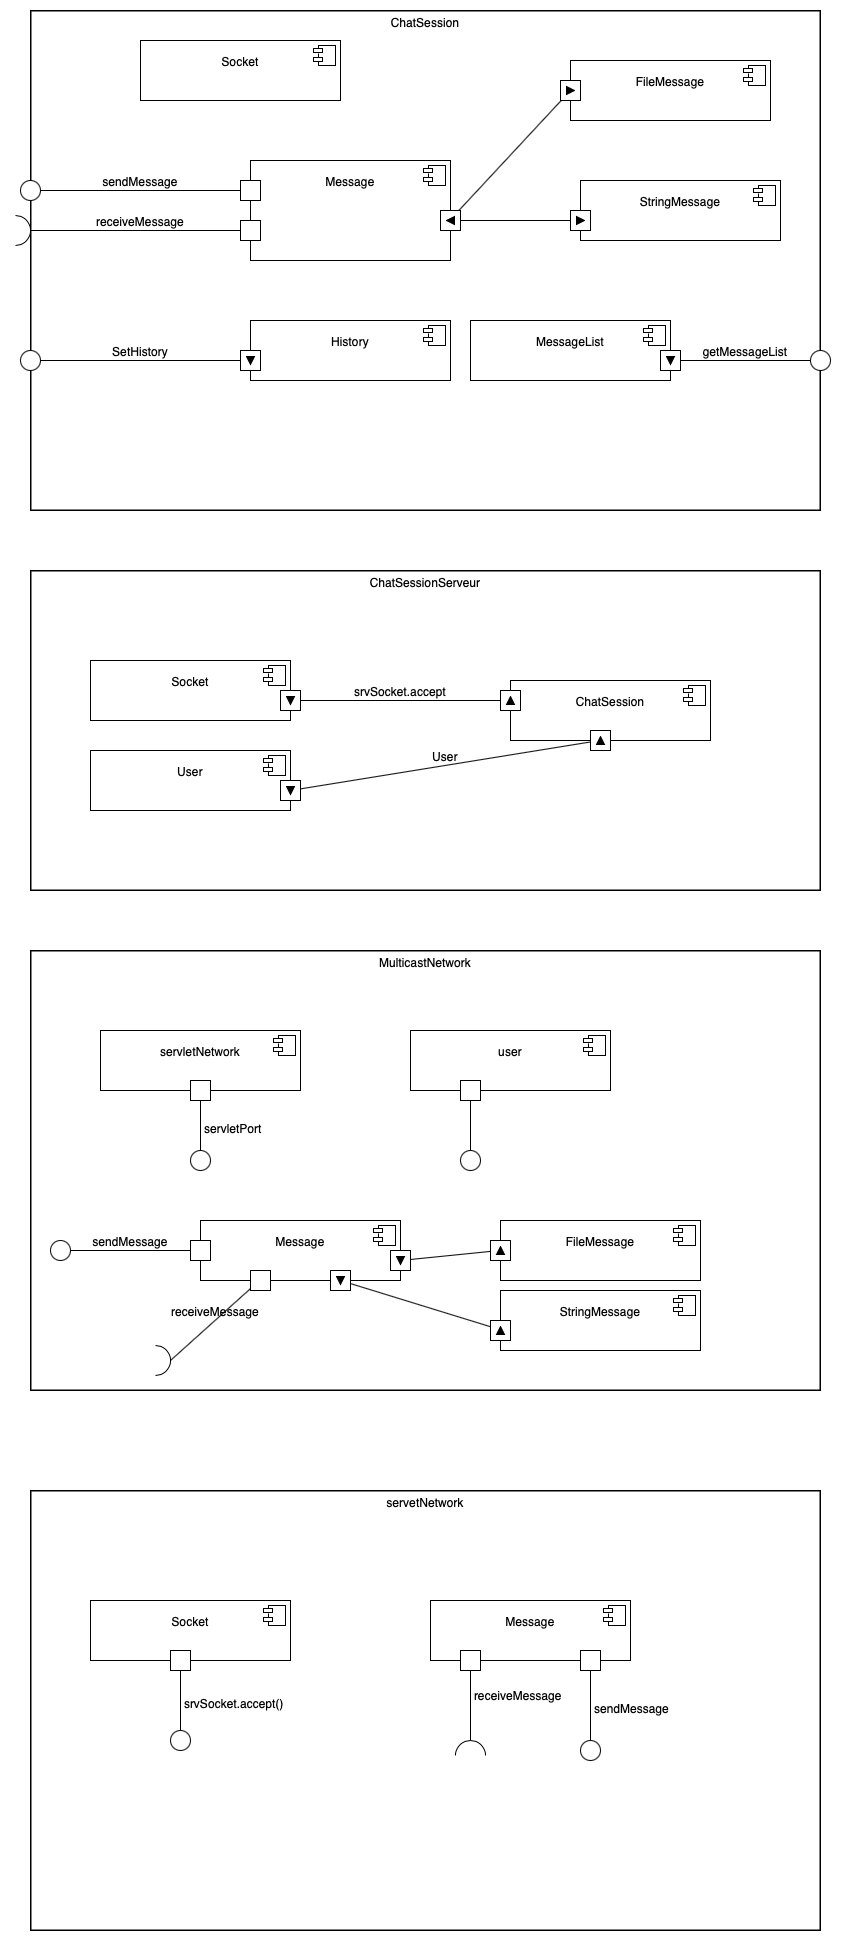 ChatSession
Socket
FileMessage
sendMessage
Message
StringMessage
receiveMessage
SetHistory
History
MessageList
getMessageList
ChatSessionServeur
Socket
srvSocket.accept
ChatSession
User
User
MulticastNetwork
servletNetwork
user
servletPort
sendMessage
Message
FileMessage
receiveMessage
StringMessage
servetNetwork
Socket
Message
srvSocket.accept()
receiveMessage
sendMessage